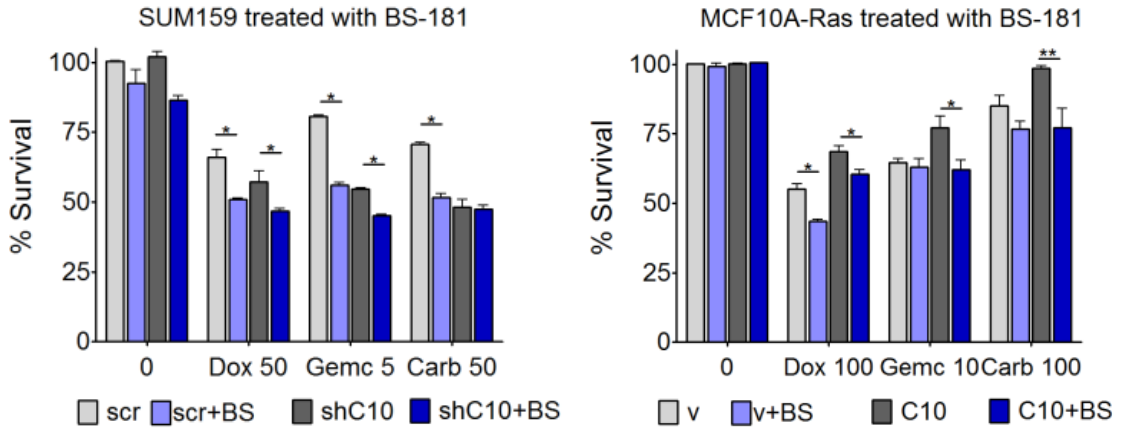 SUM159 treated with BS-181
% Survival
100
75
50
25
0
* * * * *
0 Dox 50 Gemc 5 Carb 50
scr scr+BS shC10 shC10+BS
MCF10A-Ras treated with BS-181
% Survival
100
75
50
25
0
* * * **
0 Dox 100 Gemc 10 Carb 100
v v+BS C10 C10+BS